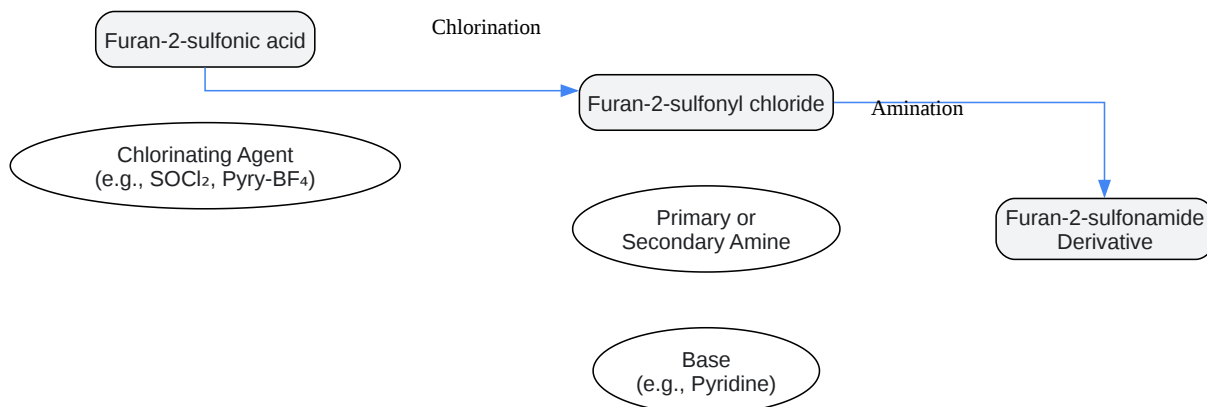 Furan-2-sulfonic acid
Chlorination
Furan-2-sulfonyl chloride
Amination
Chlorinating Agent
(e.g., SOCl₂, Pyry-BF₄)
Primary or
Secondary Amine
Furan-2-sulfonamide
Derivative
Base
(e.g., Pyridine)